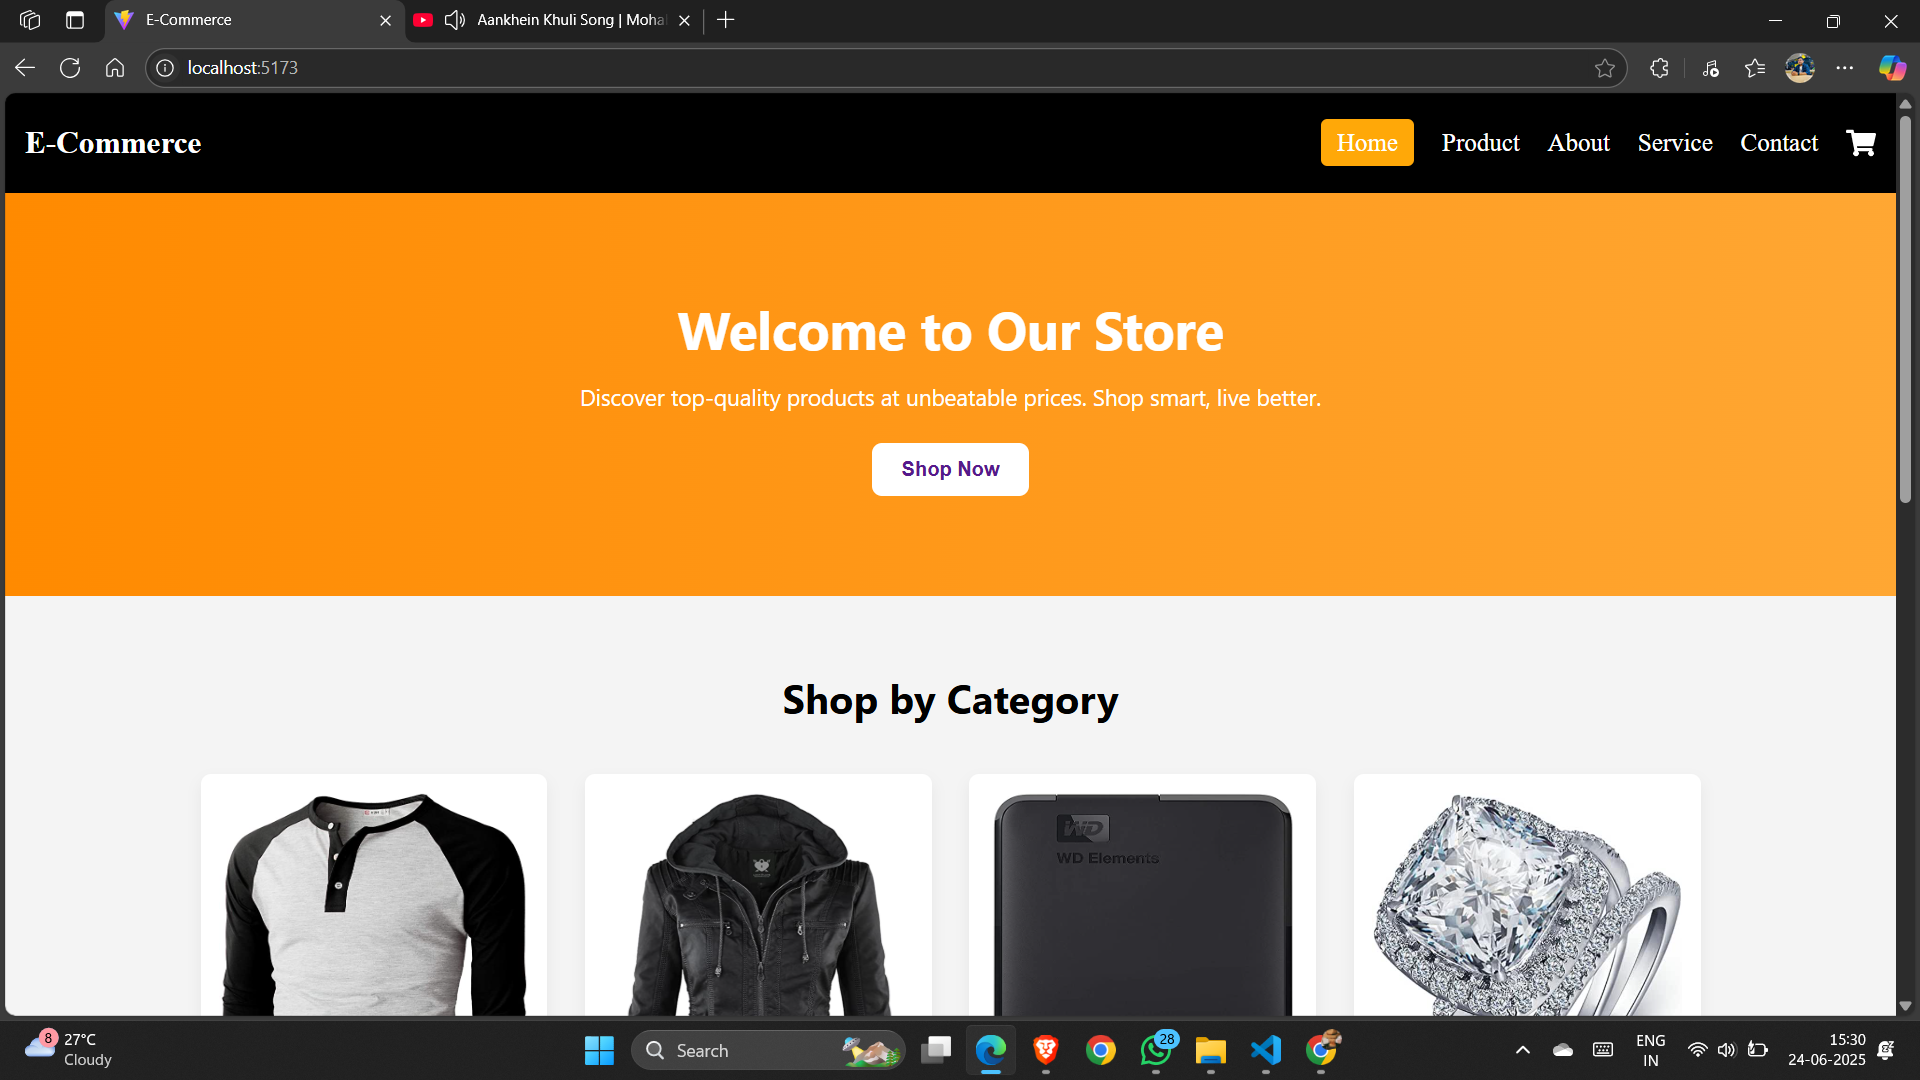 E-Commerce
Aankhein Khuli Song | Moha
localhost:5173
E-Commerce
Home
Product
About
Service
Contact
Welcome to Our Store
Discover top-quality products at unbeatable prices. Shop smart, live better.
Shop Now
Shop by Category
WD
WD Elements
8
27°C
Cloudy
Search
28
ENG
IN
15:30
24-06-2025